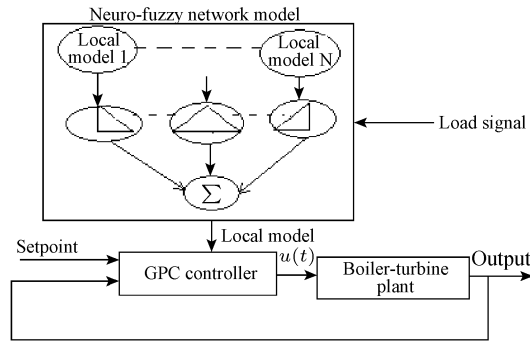 Neuro-fuzzy network model
Local
model 1
Local
model N
Load signal
Σ
Local model
Setpoint
GPC controller
u(t)
Boiler-turbine
plant
Output